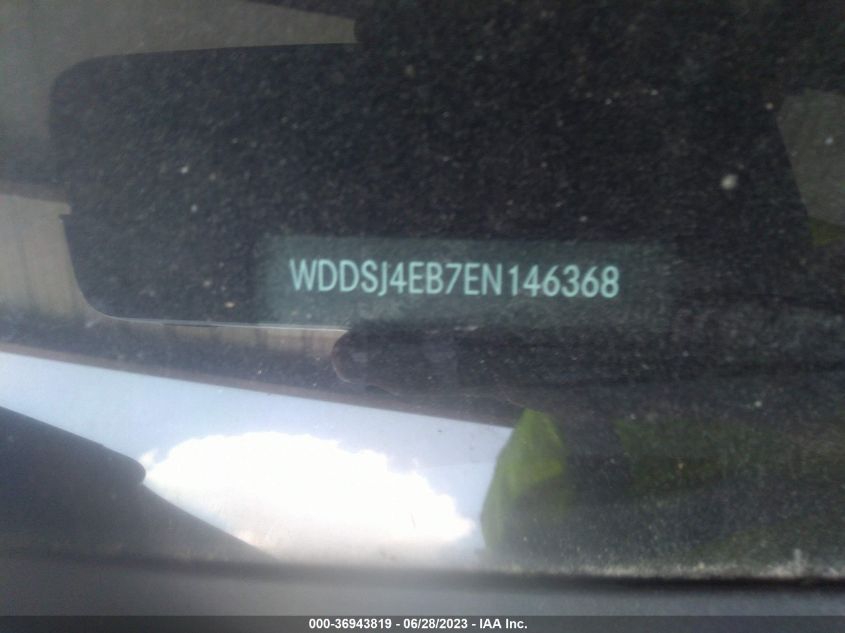 WDDSJ4EB7EN146368
000-36943819 - 06/28/2023 - IAA Inc.